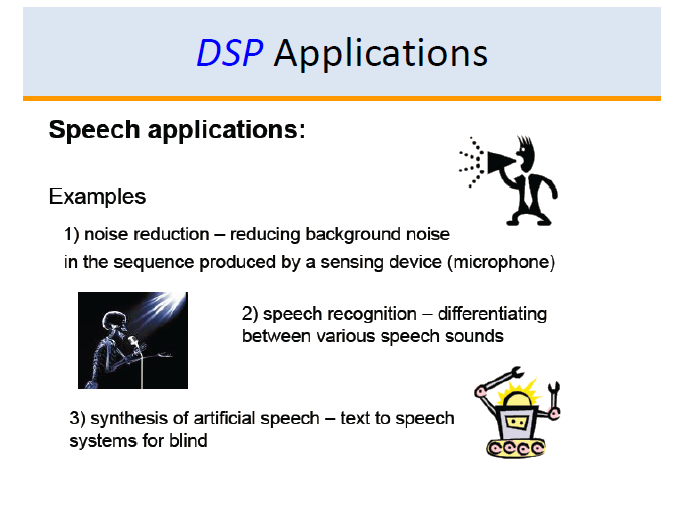 DSP Applications
Speech applications:
Examples
1) noise reduction – reducing background noise
in the sequence produced by a sensing device (microphone)
2) speech recognition – differentiating
between various speech sounds
3) synthesis of artificial speech – text to speech
systems for blind